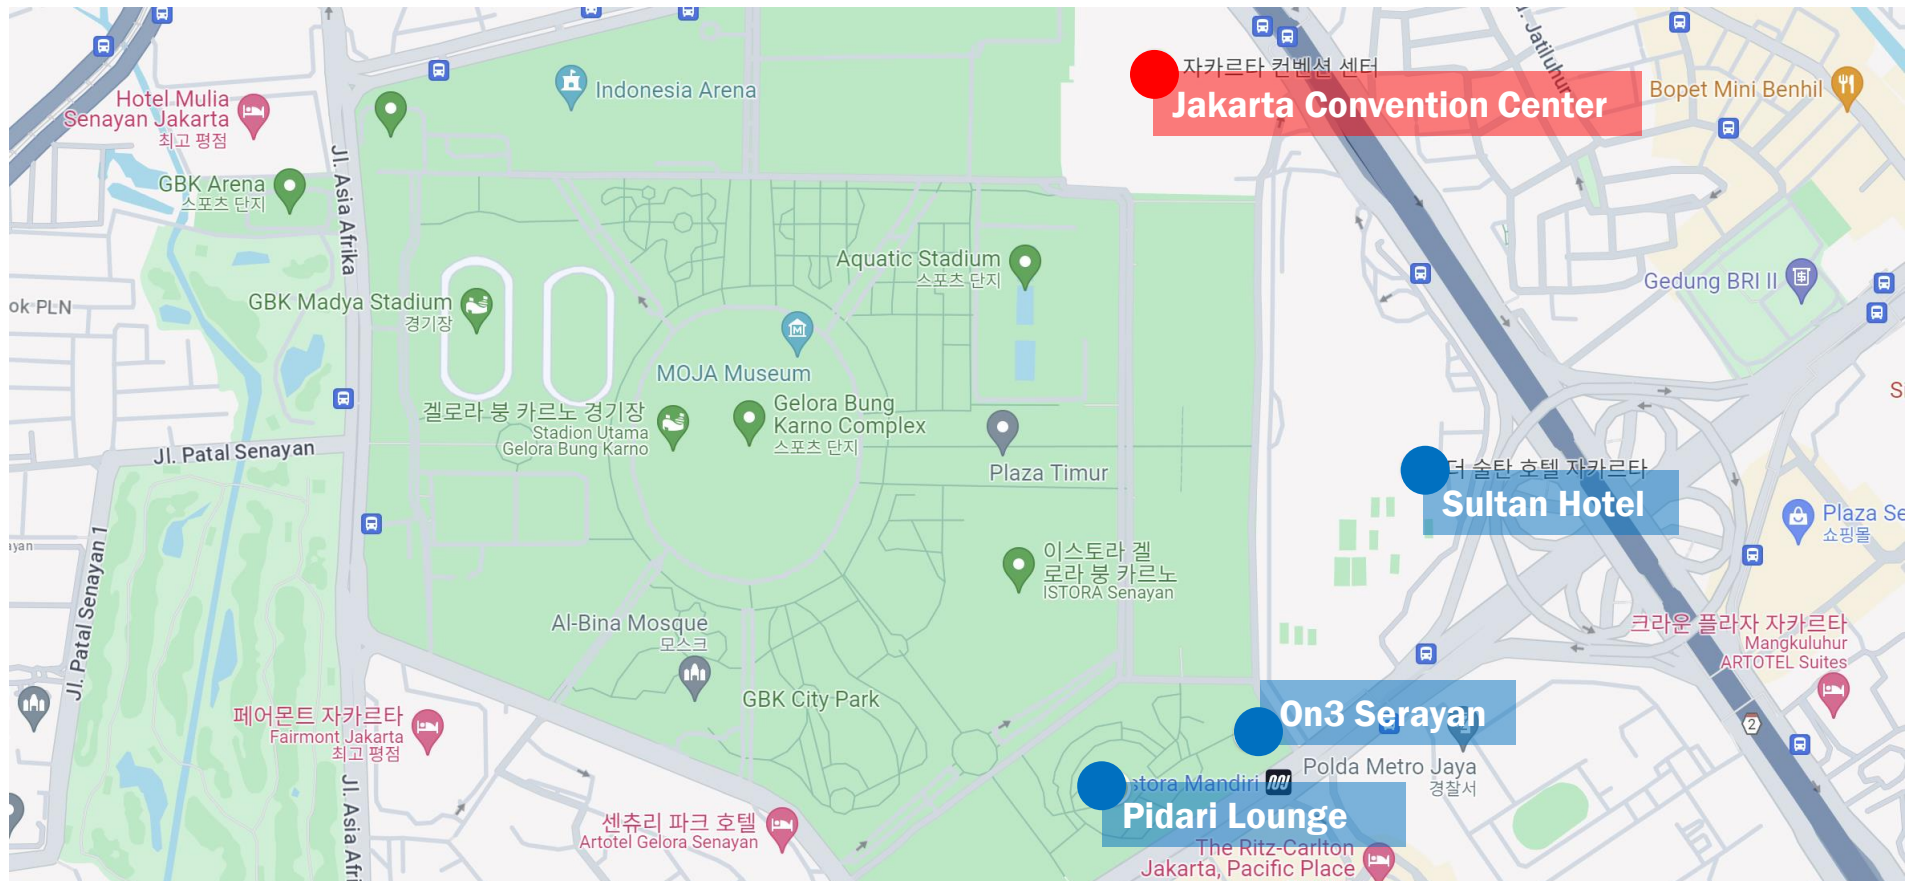 자카르타 컨벤션 센터
Jakarta Convention Center
Jl. Jatiluhur
Bopet Mini Benhil
Indonesia Arena
Hotel Mulia
Senayan Jakarta
최고 평점
GBK Arena
스포츠 단지
Jl. Asia Afrika
Aquatic Stadium
스포츠 단지
Gedung BRI II
GBK Madya Stadium
경기장
ok PLN
MOJA Museum
겔로라 붕 카르노 경기장
Stadion Utama
Gelora Bung Karno
Gelora Bung
Karno Complex
스포츠 단지
Plaza Timur
Jl. Patal Senayan
더 술탄 호텔 자카르타
Sultan Hotel
Plaza Se
쇼핑몰
이스토라 겔
로라 붕 카르노
ISTORA Senayan
ayan
Jl. Patal Senayan 1
Al-Bina Mosque
모스크
크라운 플라자 자카르타
Mangkuluhur
ARTOTEL Suites
GBK City Park
On3 Serayan
2
페어몬트 자카르타
Fairmont Jakarta
최고 평점
Polda Metro Jaya
경찰서
stora Mandiri
Pidari Lounge
Jl. Asia Afri
센츄리 파크 호텔
Artotel Gelora Senayan
The Ritz-Carlton
Jakarta, Pacific Place